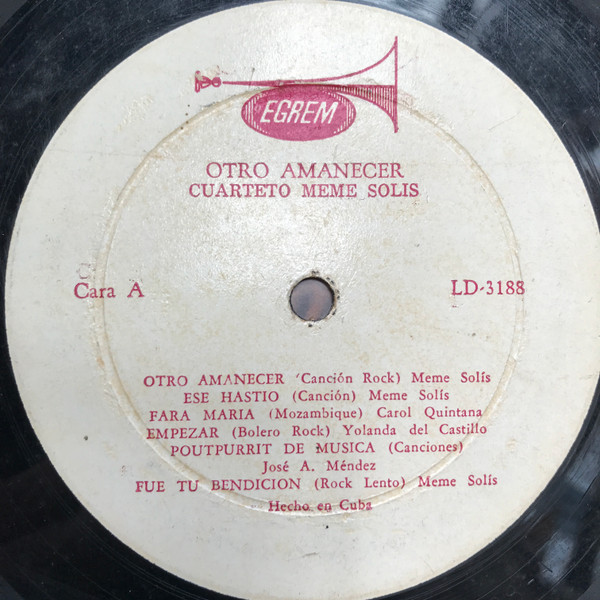 EGREM
OTRO AMANECER
CUARTETO MEME SOLIS
Cara A
LD-3188
OTRO AMANECER ‘Canción Rock) Meme Solís
ESE HASTIO (Canción) Meme Solís
FARA MARIA (Mozambique) Carol Quintana
EMPEZAR (Bolero Rock) Yolanda del Castillo
POUTPURRIT DE MUSICA (Canciones)
José A. Méndez
FUE TU BENDICION (Rock Lento) Meme Solís
Hecho en Cuba